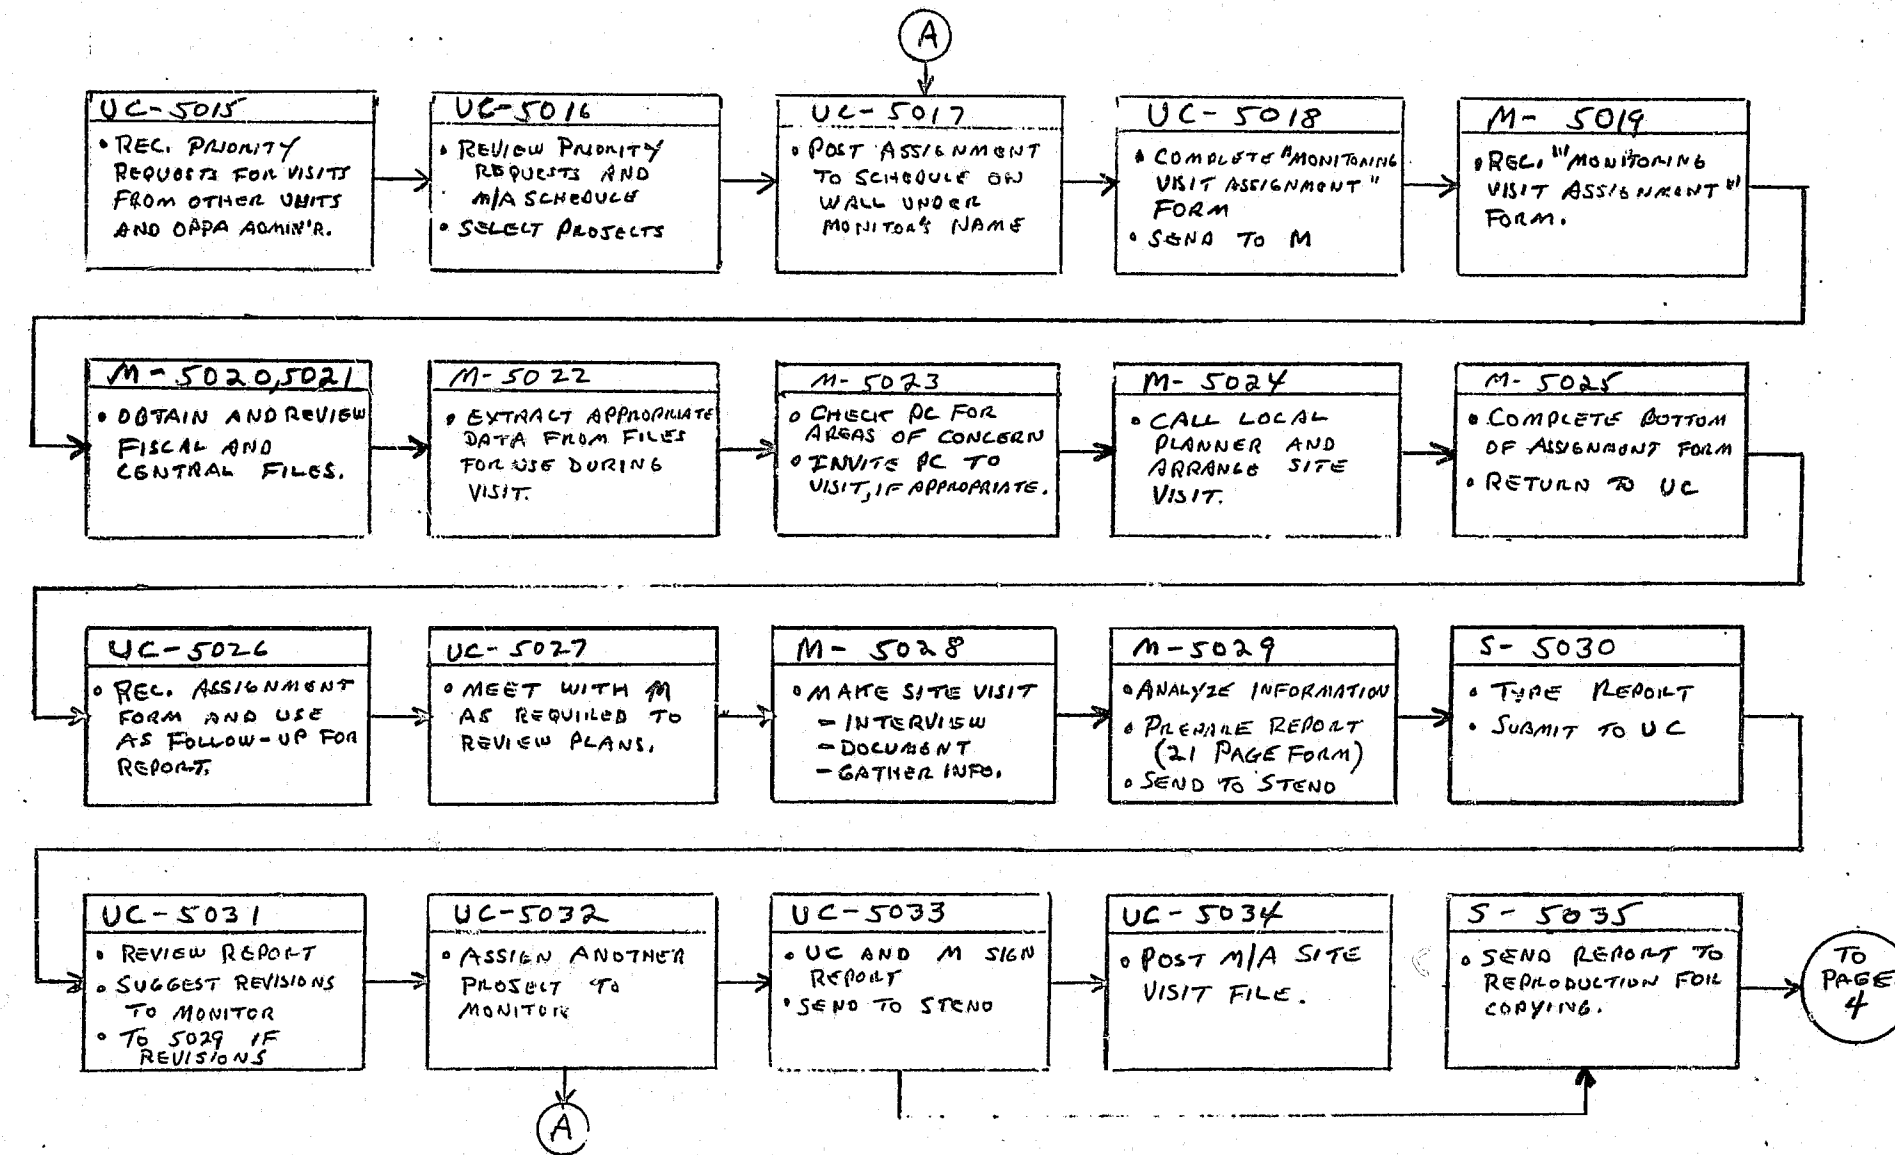 A
UC-5015
• REC. PRIORITY
REQUESTS FOR VISITS
FROM OTHER UNITS
AND OPPA ADMIN'R.
UC-5016
• REVIEW PRIORITY
REQUESTS AND
M/A SCHEDULE
• SELECT PROJECTS
UC-5017
• POST ASSIGNMENT
TO SCHEDULE ON
WALL UNDER
MONITOR'S NAME
UC-5018
• COMPLETE "MONITORING
VISIT ASSIGNMENT"
FORM
• SEND TO M
M-5019
• REC. "MONITORING
VISIT ASSIGNMENT"
FORM.
M-5020,5021
• OBTAIN AND REVIEW
FISCAL AND
CENTRAL FILES.
M-5022
• EXTRACT APPROPRIATE
DATA FROM FILES
FOR USE DURING
VISIT.
M-5023
• CHECK PC FOR
AREAS OF CONCERN
• INVITE PC TO
VISIT, IF APPROPRIATE.
M-5024
• CALL LOCAL
PLANNER AND
ARRANGE SITE
VISIT.
M-5025
• COMPLETE BOTTOM
OF ASSIGNMENT FORM
• RETURN TO UC
UC-5026
• REC. ASSIGNMENT
FORM AND USE
AS FOLLOW-UP FOR
REPORT.
UC-5027
• MEET WITH M
AS REQUIRED TO
REVIEW PLANS.
M-5028
• MAKE SITE VISIT
- INTERVIEW
- DOCUMENT
- GATHER INFO.
M-5029
• ANALYZE INFORMATION
• PREPARE REPORT
(21 PAGE FORM)
• SEND TO STENO
S-5030
• TYPE REPORT
• SUBMIT TO UC
UC-5031
• REVIEW REPORT
• SUGGEST REVISIONS
TO MONITOR
• TO 5029 IF
REVISIONS
UC-5032
• ASSIGN ANOTHER
PROJECT TO
MONITOR
A
UC-5033
• UC AND M SIGN
REPORT
• SEND TO STENO
UC-5034
• POST M/A SITE
VISIT FILE.
S-5035
• SEND REPORT TO
REPRODUCTION FOR
COPYING.
TO
PAGE
4